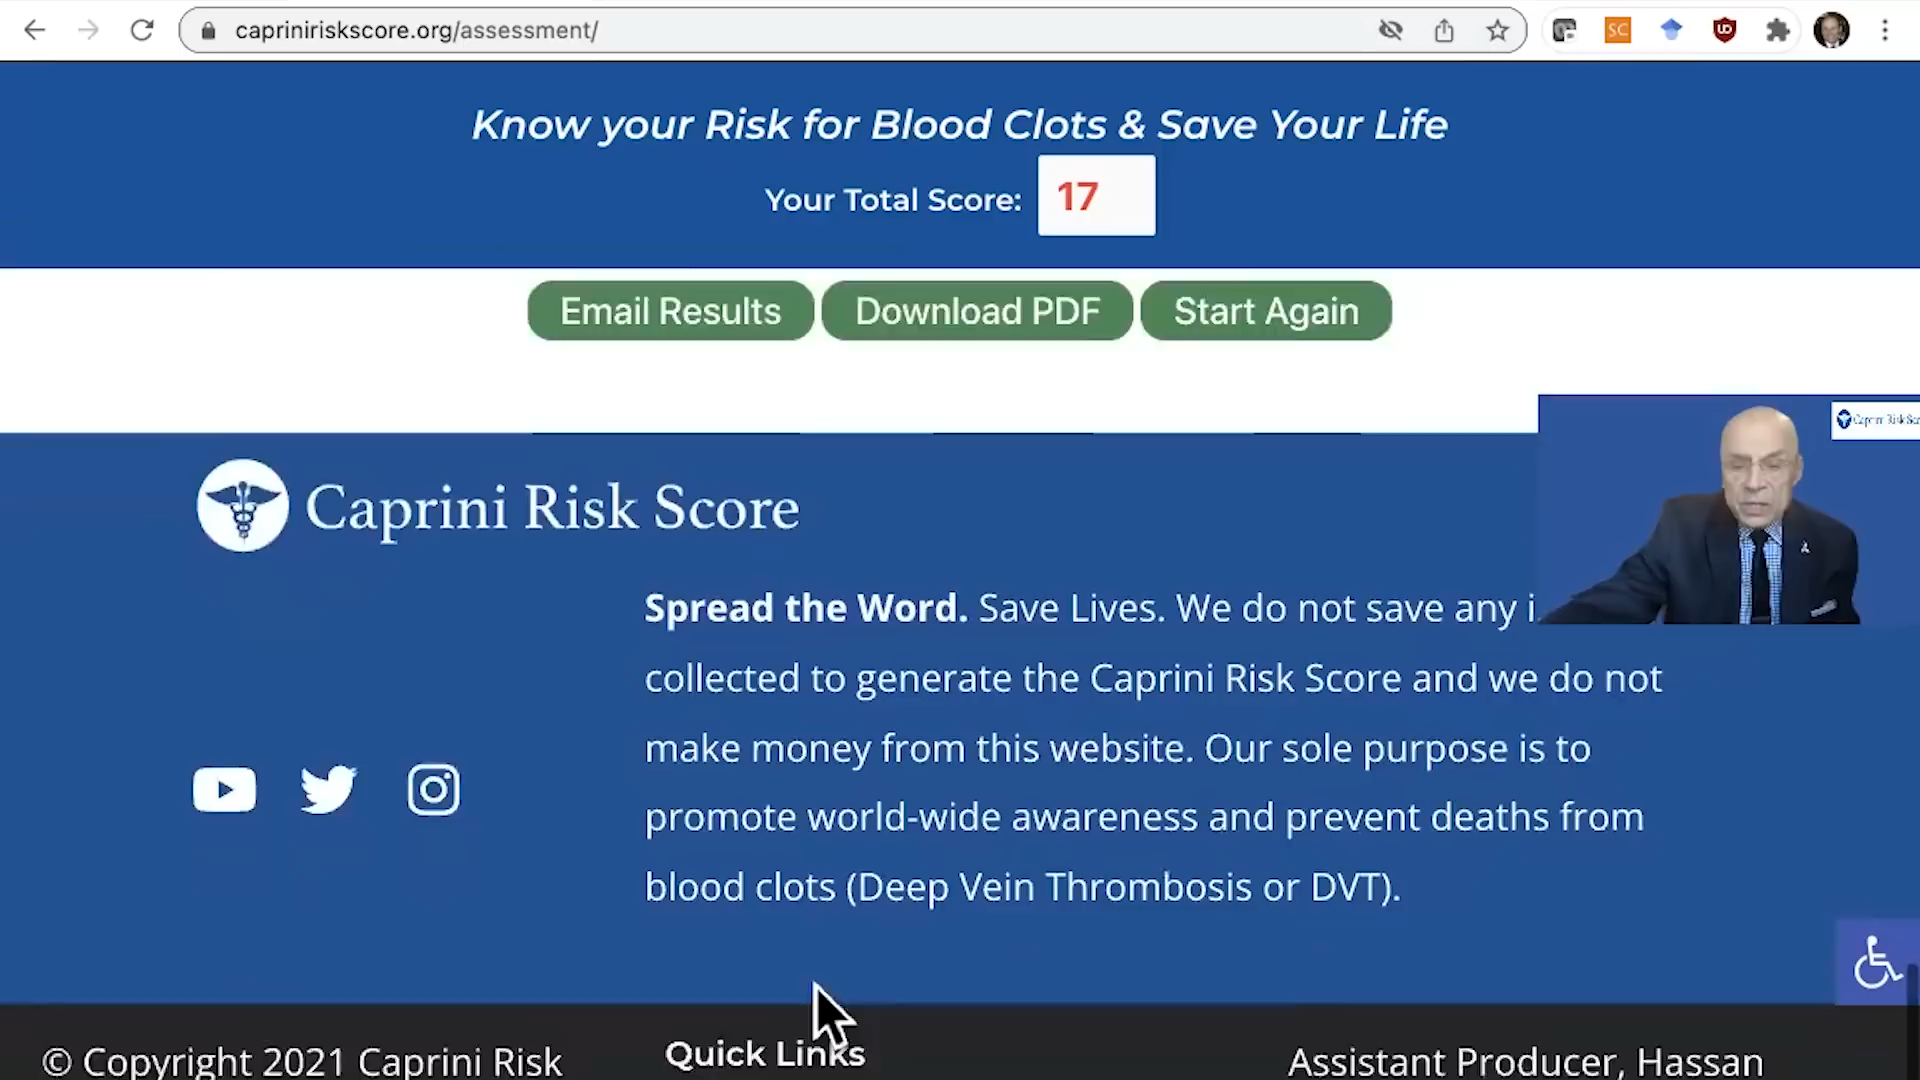 capriniriskscore.org/assessment/
SC
Know your Risk for Blood Clots & Save Your Life
Your Total Score: 17
Email Results Download PDF Start Again
Caprini Risk Sco
Caprini Risk Score
Spread the Word. Save Lives. We do not save any i
collected to generate the Caprini Risk Score and we do not
make money from this website. Our sole purpose is to
promote world-wide awareness and prevent deaths from
blood clots (Deep Vein Thrombosis or DVT).
© Copyright 2021 Caprini Risk
Quick Links
Assistant Producer, Hassan